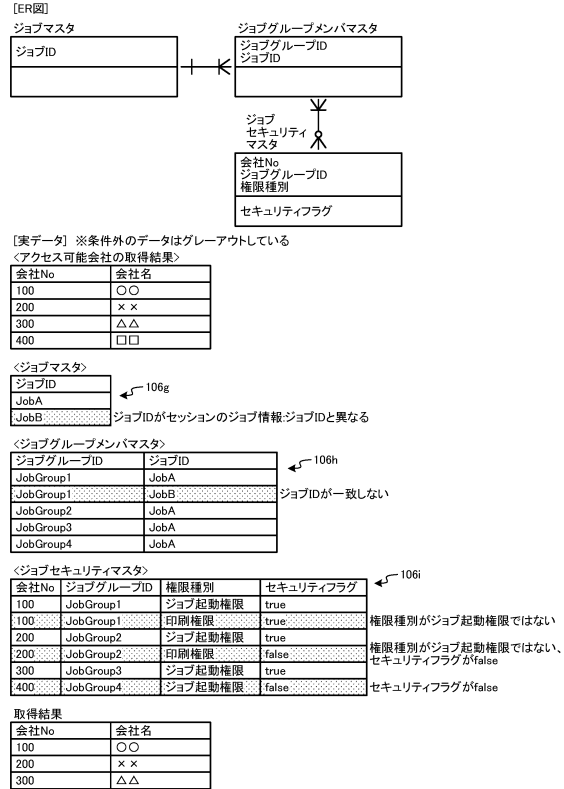 [ER図]
ジョブマスタ
ジョブID
ジョブグループメンバマスタ
ジョブグループID
ジョブID
ジョブ
セキュリティ
マスタ
会社No
ジョブグループID
権限種別
セキュリティフラグ
[実データ] ※条件外のデータはグレーアウトしている
<アクセス可能会社の取得結果>
会社No 会社名
100 〇〇
200 ××
300 △△
400 □□
<ジョブマスタ>
ジョブID
106g
JobA
JobB ジョブIDがセッションのジョブ情報:ジョブIDと異なる
<ジョブグループメンバマスタ>
ジョブグループID ジョブID
106h
JobGroup1 JobA
JobGroup1 JobB ジョブIDが一致しない
JobGroup2 JobA
JobGroup3 JobA
JobGroup4 JobA
<ジョブセキュリティマスタ>
106i
会社No ジョブグループID 権限種別 セキュリティフラグ
100 JobGroup1 ジョブ起動権限 true
100 JobGroup1 印刷権限 true 権限種別がジョブ起動権限ではない
200 JobGroup2 ジョブ起動権限 true
200 JobGroup2 印刷権限 false 権限種別がジョブ起動権限ではない、
セキュリティフラグがfalse
300 JobGroup3 ジョブ起動権限 true
400 JobGroup4 ジョブ起動権限 false セキュリティフラグがfalse
取得結果
会社No 会社名
100 〇〇
200 ××
300 △△